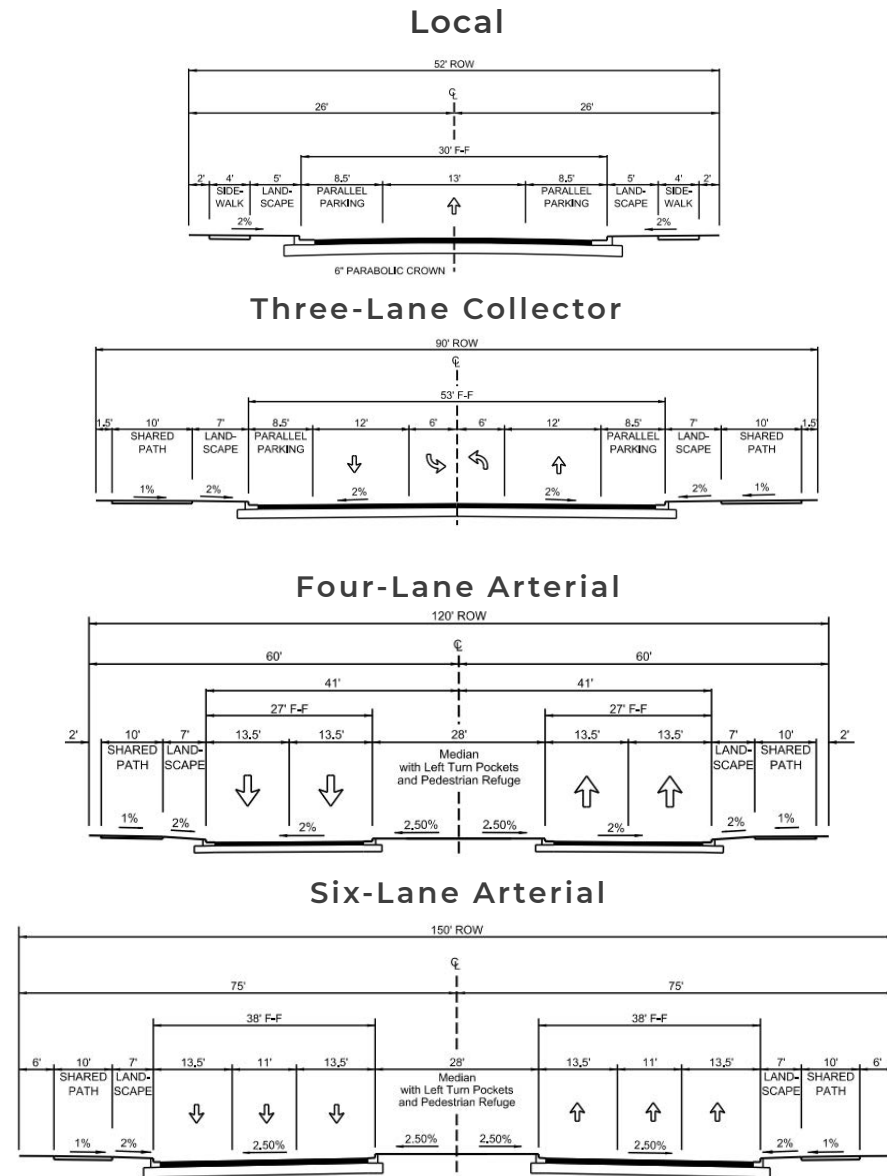 Local
52' ROW
℄
26' 26'
30' F-F
2' 4' 5' 8.5' 13' 8.5' 5' 4' 2'
SIDE- LAND- PARALLEL PARALLEL LAND- SIDE-
WALK SCAPE PARKING PARKING SCAPE WALK
2% 2%
6" PARABOLIC CROWN
Three-Lane Collector
90' ROW
℄
53' F-F
1.5' 10' 7' 8.5' 12' 6' 6' 12' 8.5' 7' 10' 1.5'
SHARED LAND- PARALLEL PARALLEL LAND- SHARED
PATH SCAPE PARKING PARKING SCAPE PATH
1% 2% 2% 2% 2% 1%
Four-Lane Arterial
120' ROW
℄
60' 60'
41' 41'
27' F-F 27' F-F
2' 10' 7' 13.5' 13.5' 28' 13.5' 13.5' 7' 10' 2'
SHARED LAND- Median LAND- SHARED
PATH SCAPE with Left Turn Pockets SCAPE PATH
and Pedestrian Refuge
1% 2% 2% 2.50% 2.50% 2% 2% 1%
Six-Lane Arterial
150' ROW
℄
75' 75'
38' F-F 38' F-F
6' 10' 7' 13.5' 11' 13.5' 28' 13.5' 11' 13.5' 7' 10' 6'
SHARED LAND- Median LAND- SHARED
PATH SCAPE with Left Turn Pockets SCAPE PATH
and Pedestrian Refuge
1% 2% 2.50% 2.50% 2.50% 2.50% 2% 1%